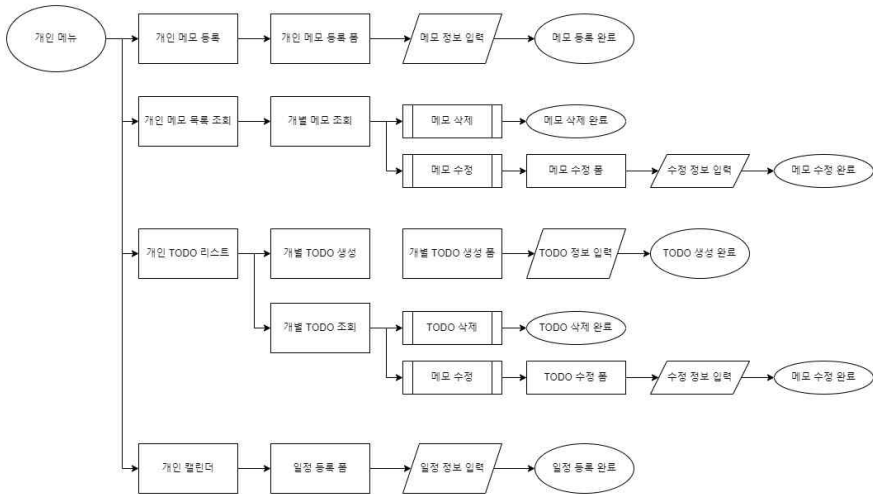 개인 메뉴
개인 메모 등록
개인 메모 등록 폼
메모 정보 입력
메모 등록 완료
개인 메모 목록 조회
개별 메모 조회
메모 삭제
메모 삭제 완료
메모 수정
메모 수정 폼
수정 정보 입력
메모 수정 완료
개인 TODO 리스트
개별 TODO 생성
개별 TODO 생성 폼
TODO 정보 입력
TODO 생성 완료
개별 TODO 조회
TODO 삭제
TODO 삭제 완료
메모 수정
TODO 수정 폼
수정 정보 입력
메모 수정 완료
개인 캘린더
일정 등록 폼
일정 정보 입력
일정 등록 완료